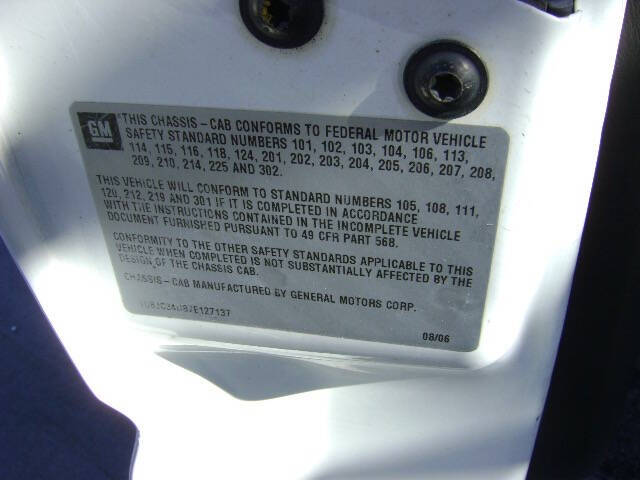 GM
THIS CHASSIS-CAB CONFORMS TO FEDERAL MOTOR VEHICLE
SAFETY STANDARD NUMBERS 101, 102, 103, 104, 106, 113,
114, 115, 116, 118, 124, 201, 202, 203, 204, 205, 206, 207, 208,
209, 210, 214, 225 AND 302.
THIS VEHICLE WILL CONFORM TO STANDARD NUMBERS 105, 108, 111,
120, 212, 219 AND 301 IF IT IS COMPLETED IN ACCORDANCE
WITH THE INSTRUCTIONS CONTAINED IN THE INCOMPLETE VEHICLE
DOCUMENT FURNISHED PURSUANT TO 49 CFR PART 568.
CONFORMITY TO THE OTHER SAFETY STANDARDS APPLICABLE TO THIS
VEHICLE WHEN COMPLETED IS NOT SUBSTANTIALLY AFFECTED BY THE
DESIGN OF THE CHASSIS CAB.
CHASSIS-CAB MANUFACTURED BY GENERAL MOTORS CORP.
08/06